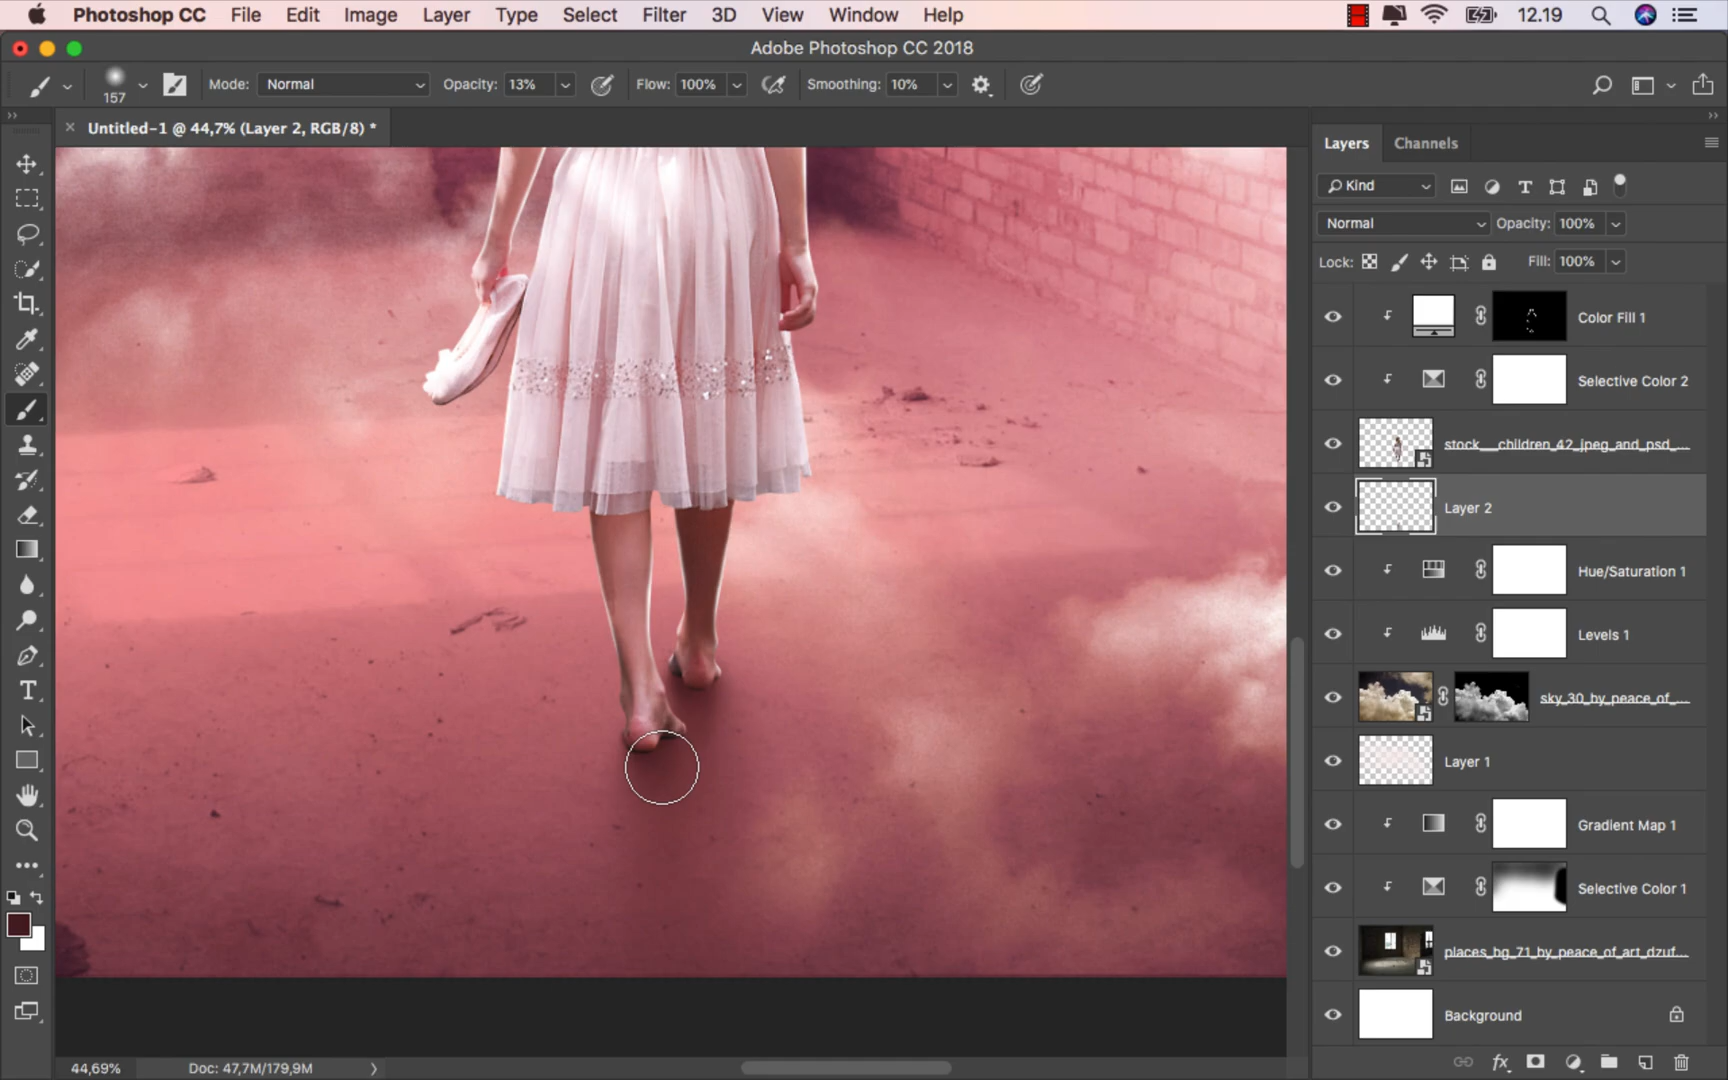 Photoshop CC File Edit Image Layer Type Select Filter 3D View Window Help 12.19
Adobe Photoshop CC 2018
157 Mode: Normal Opacity: 13% Flow: 100% Smoothing: 10%
× Untitled-1 @ 44,7% (Layer 2, RGB/8) *
Layers Channels
Kind
Normal Opacity: 100%
Lock: Fill: 100%
Color Fill 1
Selective Color 2
stock__children_42_jpeg_and_psd_...
Layer 2
Hue/Saturation 1
Levels 1
sky_30_by_peace_of_...
Layer 1
Gradient Map 1
Selective Color 1
places_bg_71_by_peace_of_art_dzuf...
Background
44,69% Doc: 47,7M/179,9M